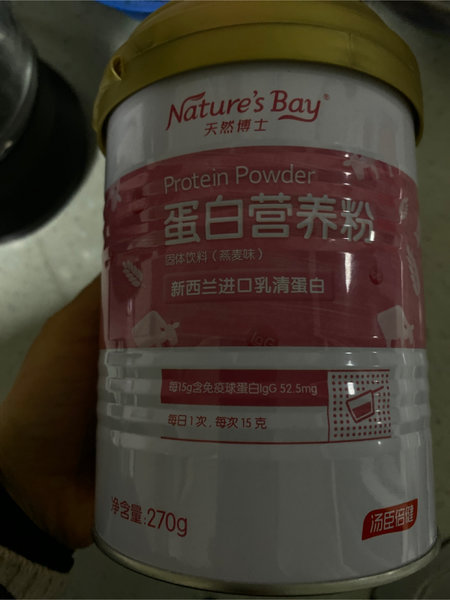 Nature's Bay®
天然博士
Protein Powder
蛋白营养粉
固体饮料（燕麦味）
新西兰进口乳清蛋白
IgG
每15g含免疫球蛋白IgG 52.5mg
每日1次，每次15克
净含量:270g
汤臣倍健